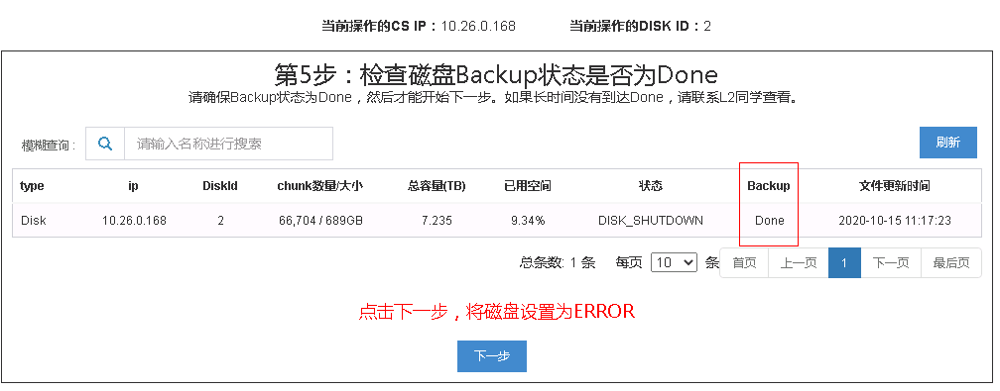 当前操作的CS IP：10.26.0.168 当前操作的DISK ID：2
第5步：检查磁盘Backup状态是否为Done
请确保Backup状态为Done，然后才能开始下一步。如果长时间没有到达Done，请联系L2同学查看。
模糊查询： 请输入名称进行搜索 刷新
type ip DiskId chunk数量/大小 总容量(TB) 已用空间 状态 Backup 文件更新时间
Disk 10.26.0.168 2 66,704 / 689GB 7.235 9.34% DISK_SHUTDOWN Done 2020-10-15 11:17:23
总条数: 1 条 每页 10 条 首页 上一页 1 下一页 最后页
点击下一步，将磁盘设置为ERROR
下一步